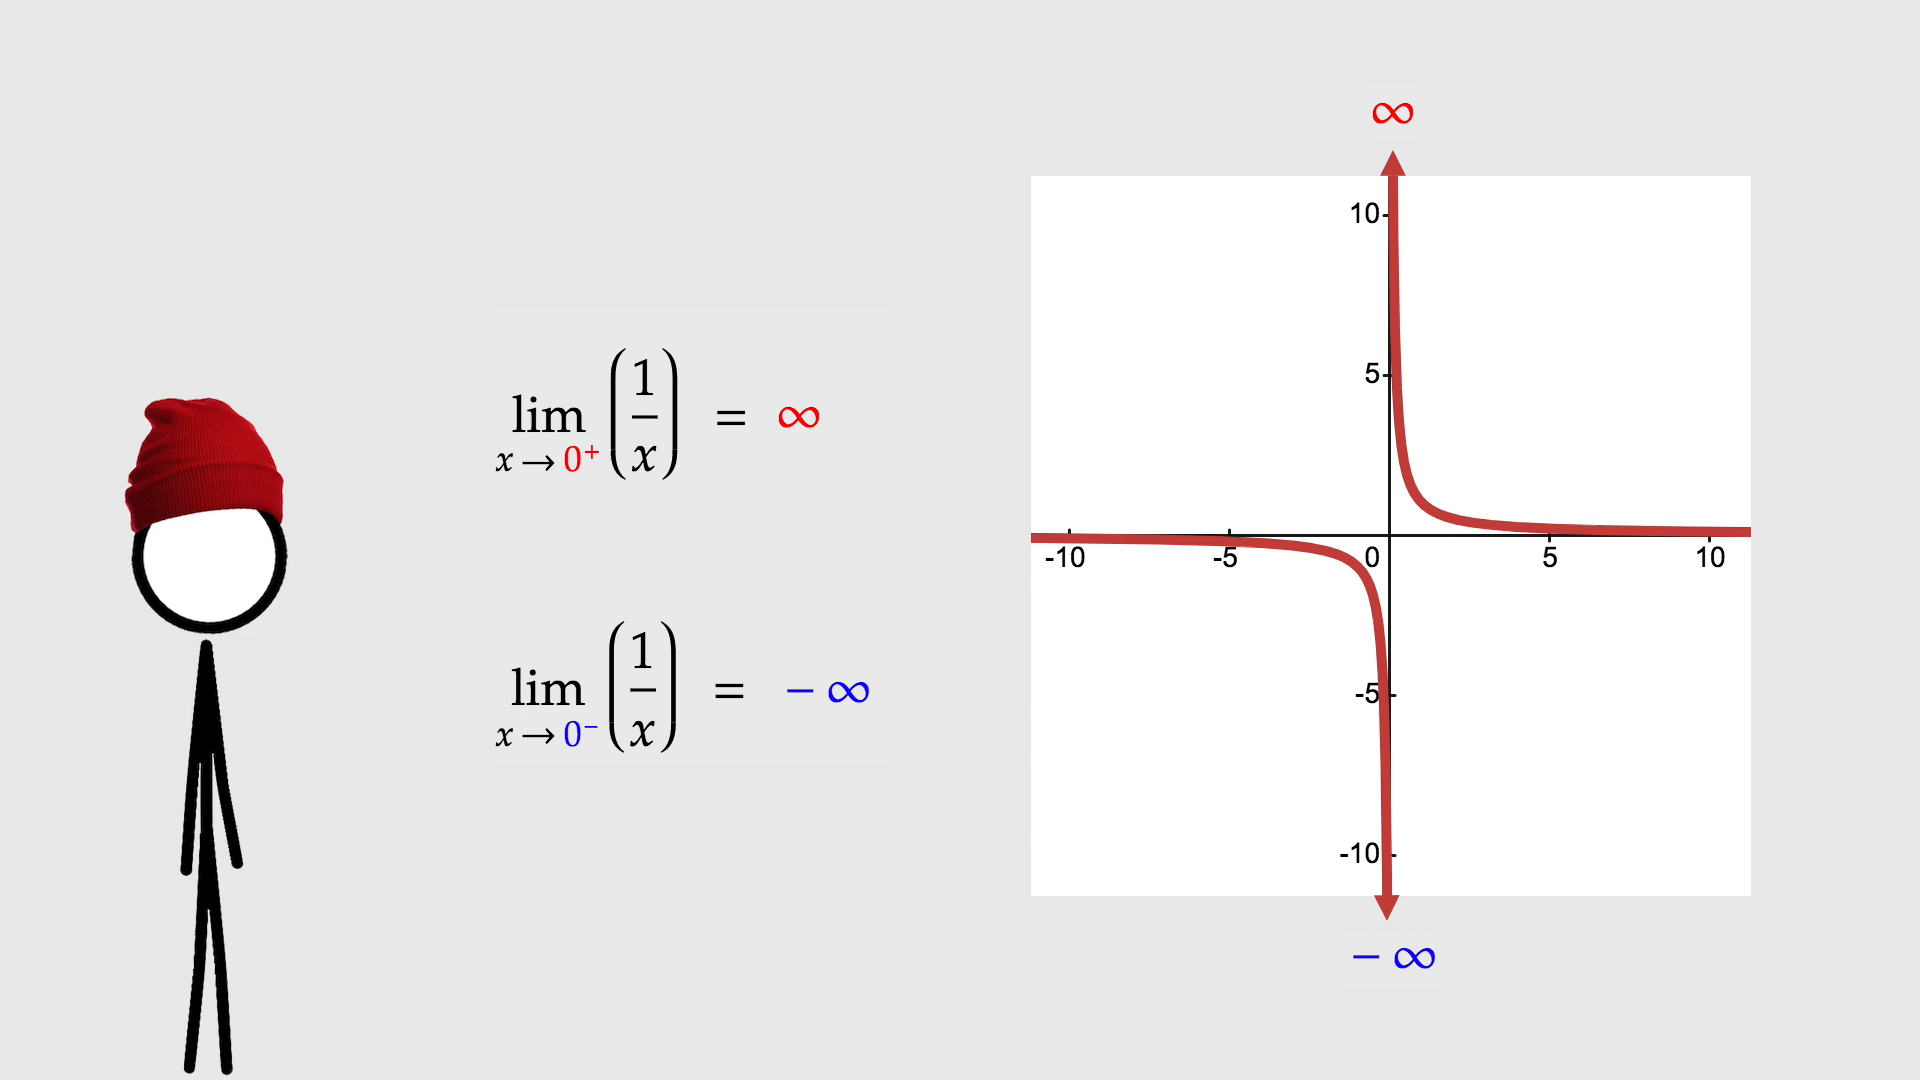 lim x → 0⁺ (1/x) = ∞
lim x → 0⁻ (1/x) = − ∞
∞
10
5
-10 -5 0 5 10
-5
-10
− ∞